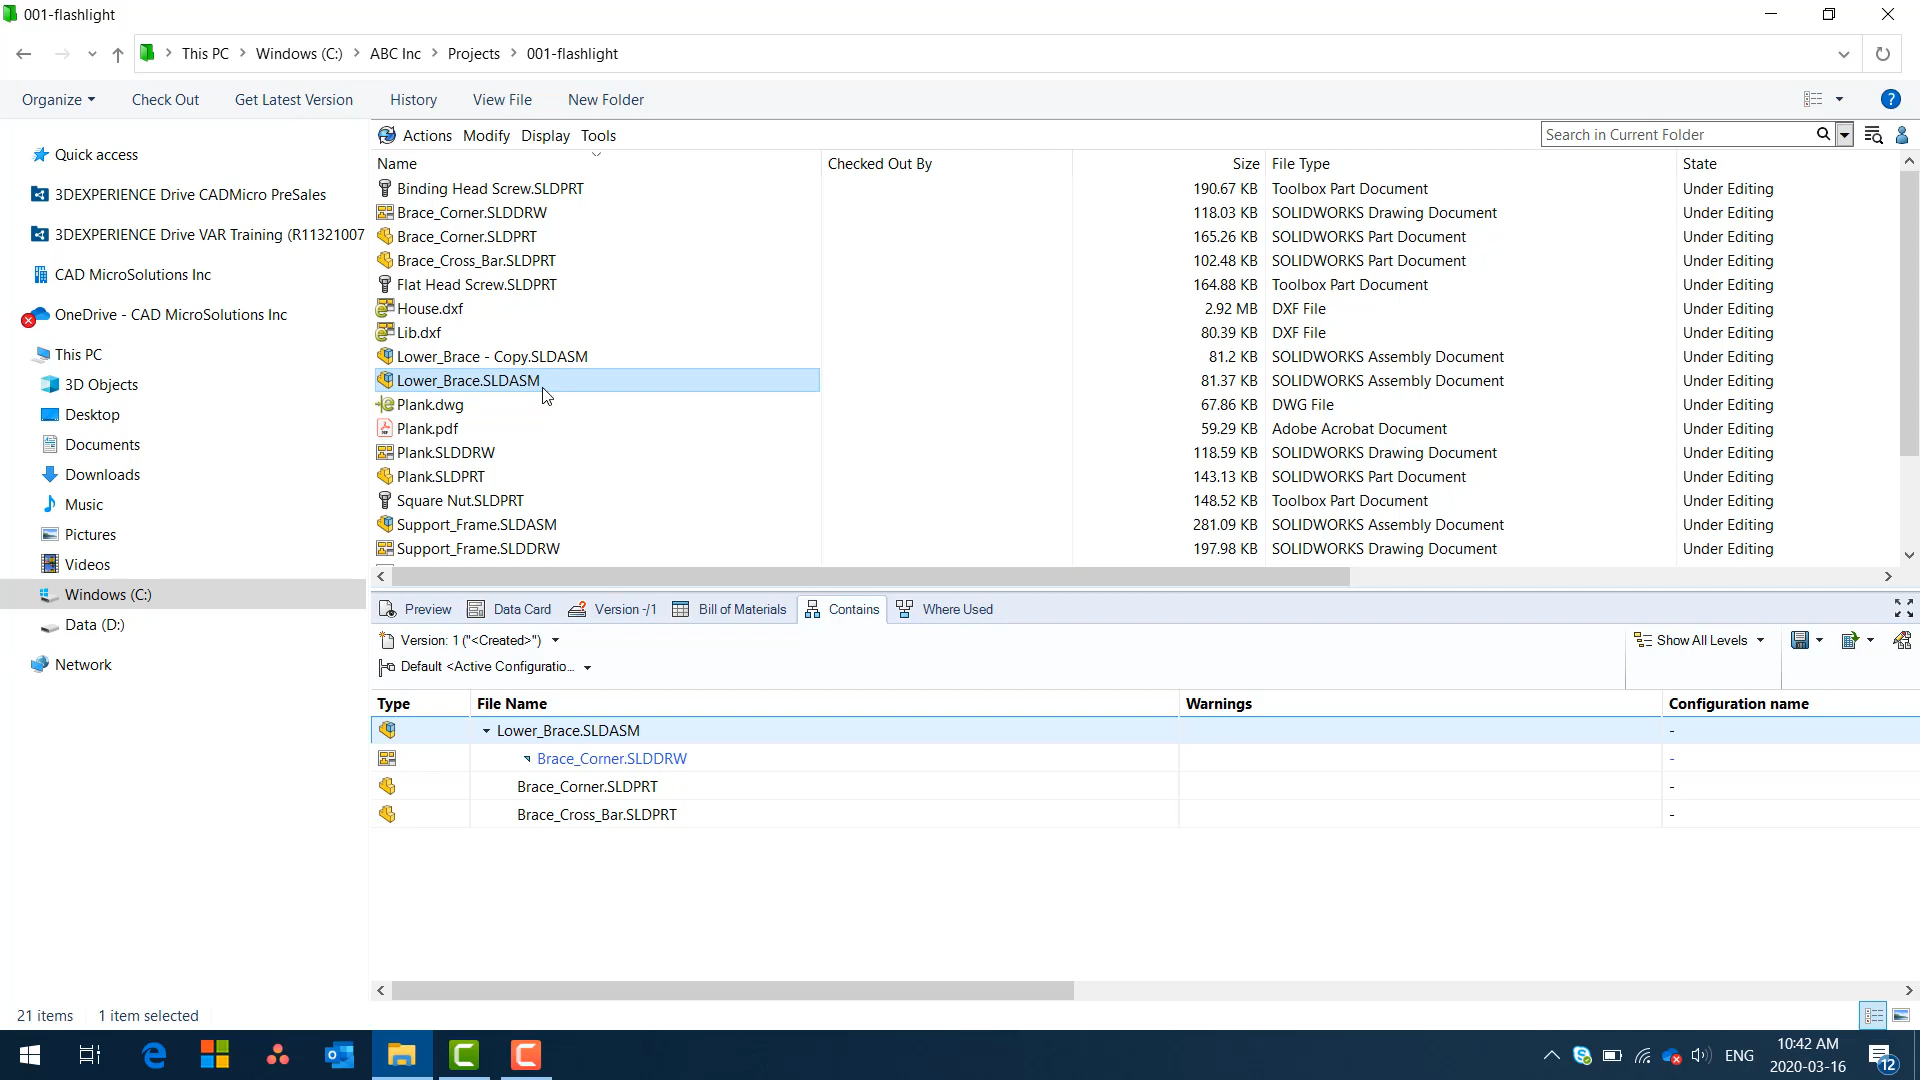 001-flashlight
This PC > Windows (C:) > ABC Inc > Projects > 001-flashlight
Organize Check Out Get Latest Version History View File New Folder
Quick access
3DEXPERIENCE Drive CADMicro PreSales
3DEXPERIENCE Drive VAR Training (R11321007
CAD MicroSolutions Inc
OneDrive - CAD MicroSolutions Inc
This PC
3D Objects
Desktop
Documents
Downloads
Music
Pictures
Videos
Windows (C:)
Data (D:)
Network
Actions Modify Display Tools
Search in Current Folder
Name Checked Out By Size File Type State
Binding Head Screw.SLDPRT 190.67 KB Toolbox Part Document Under Editing
Brace_Corner.SLDDRW 118.03 KB SOLIDWORKS Drawing Document Under Editing
Brace_Corner.SLDPRT 165.26 KB SOLIDWORKS Part Document Under Editing
Brace_Cross_Bar.SLDPRT 102.48 KB SOLIDWORKS Part Document Under Editing
Flat Head Screw.SLDPRT 164.88 KB Toolbox Part Document Under Editing
House.dxf 2.92 MB DXF File Under Editing
Lib.dxf 80.39 KB DXF File Under Editing
Lower_Brace - Copy.SLDASM 81.2 KB SOLIDWORKS Assembly Document Under Editing
Lower_Brace.SLDASM 81.37 KB SOLIDWORKS Assembly Document Under Editing
Plank.dwg 67.86 KB DWG File Under Editing
Plank.pdf 59.29 KB Adobe Acrobat Document Under Editing
Plank.SLDDRW 118.59 KB SOLIDWORKS Drawing Document Under Editing
Plank.SLDPRT 143.13 KB SOLIDWORKS Part Document Under Editing
Square Nut.SLDPRT 148.52 KB Toolbox Part Document Under Editing
Support_Frame.SLDASM 281.09 KB SOLIDWORKS Assembly Document Under Editing
Support_Frame.SLDDRW 197.98 KB SOLIDWORKS Drawing Document Under Editing
Preview Data Card Version -/1 Bill of Materials Contains Where Used
Version: 1 ("<Created>") Show All Levels
Default <Active Configuratio...
Type File Name Warnings Configuration name
Lower_Brace.SLDASM -
Brace_Corner.SLDDRW -
Brace_Corner.SLDPRT -
Brace_Cross_Bar.SLDPRT -
21 items 1 item selected
ENG
10:42 AM
2020-03-16
12